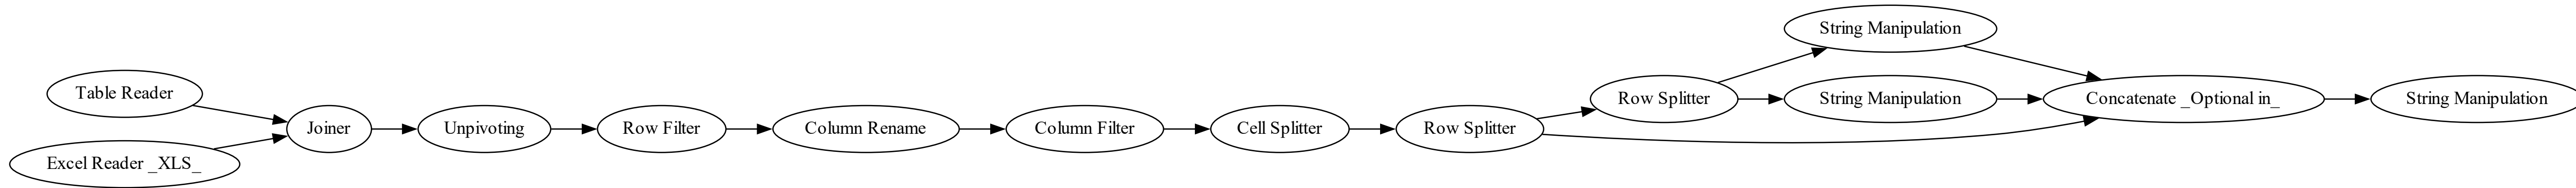 Table Reader
Excel Reader _XLS_
Joiner
Unpivoting
Row Filter
Column Rename
Column Filter
Cell Splitter
Row Splitter
Row Splitter
String Manipulation
String Manipulation
Concatenate _Optional in_
String Manipulation